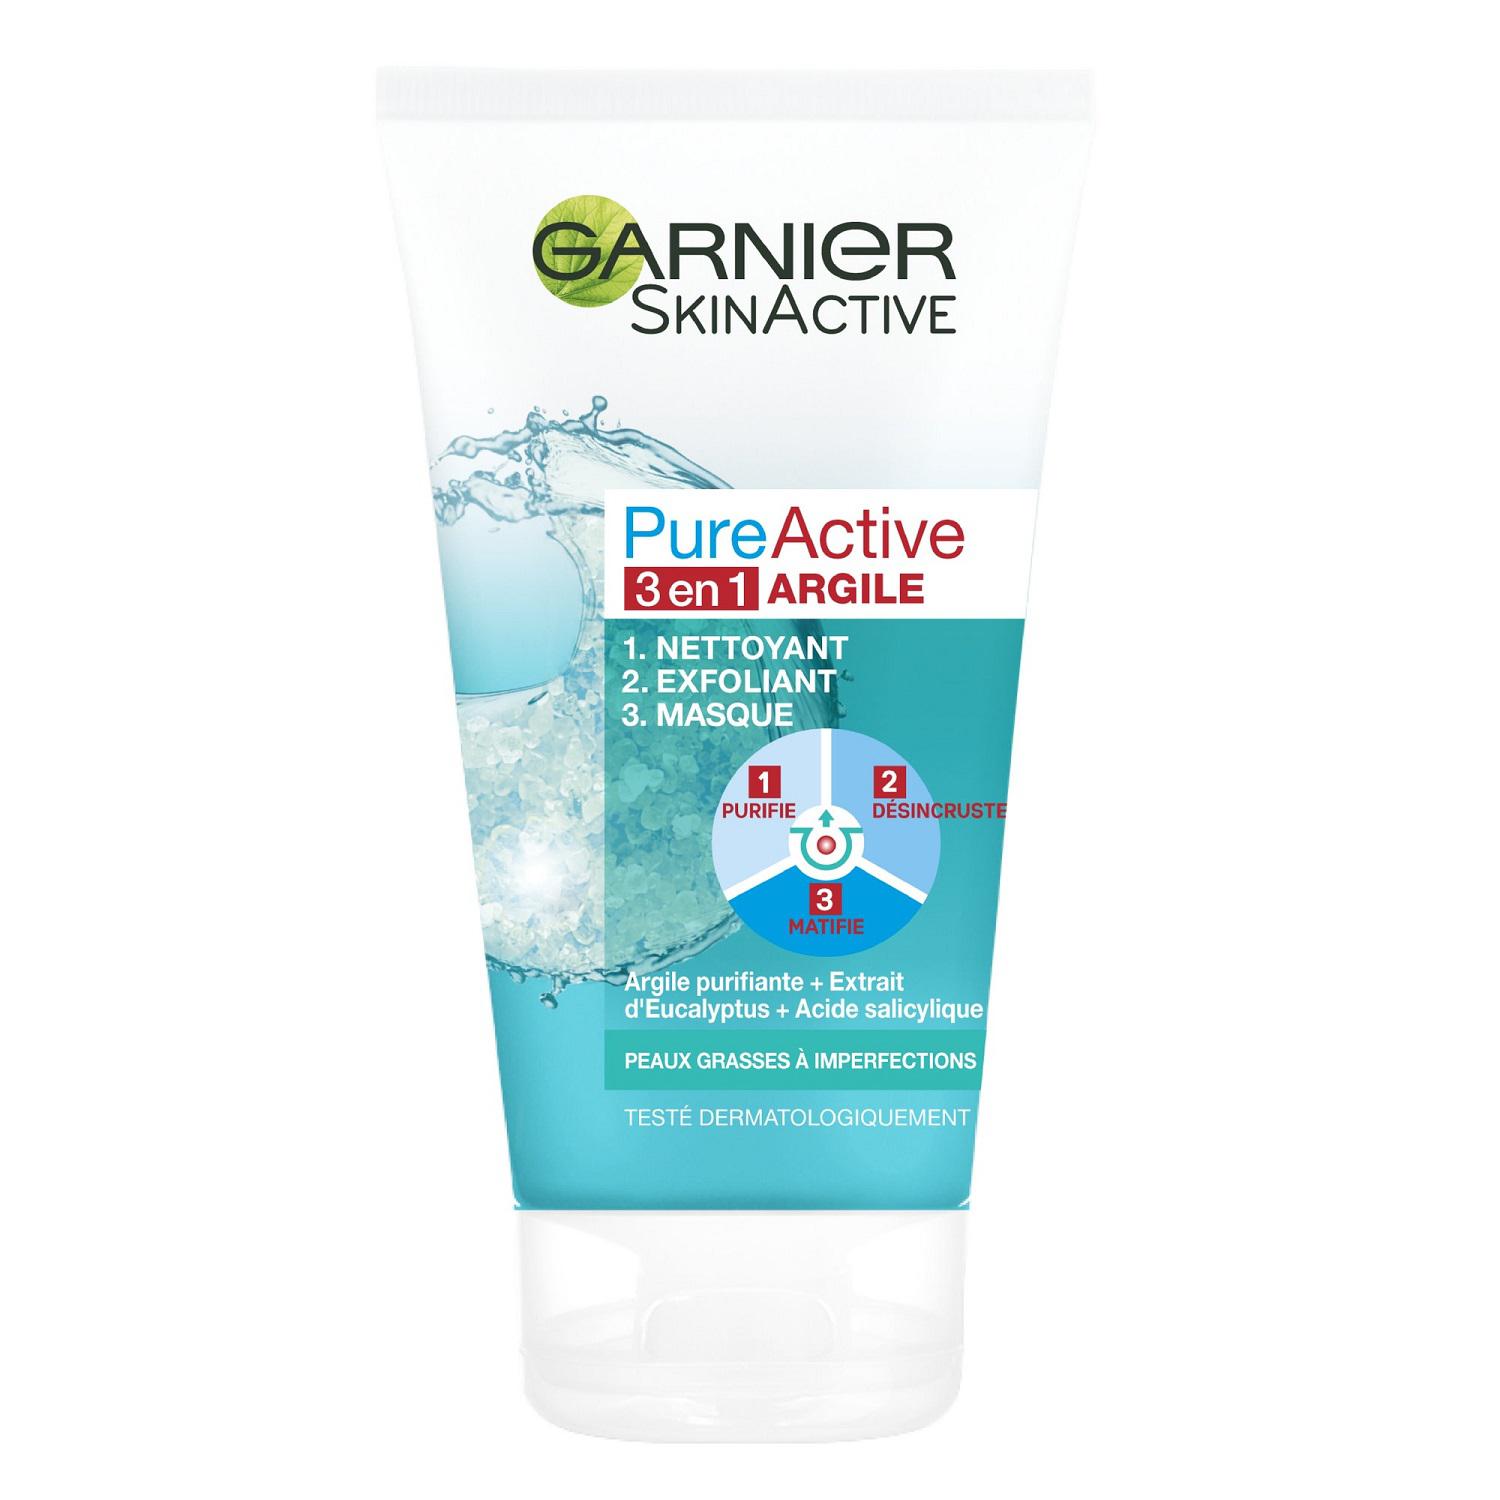 GARNIER
SKINACTIVE
PureActive
3 en 1 ARGILE
1. NETTOYANT
2. EXFOLIANT
3. MASQUE
1
PURIFIE
2
DÉSINCRUSTE
3
MATIFIE
Argile purifiante + Extrait
d'Eucalyptus + Acide salicylique
PEAUX GRASSES À IMPERFECTIONS
TESTÉ DERMATOLOGIQUEMENT